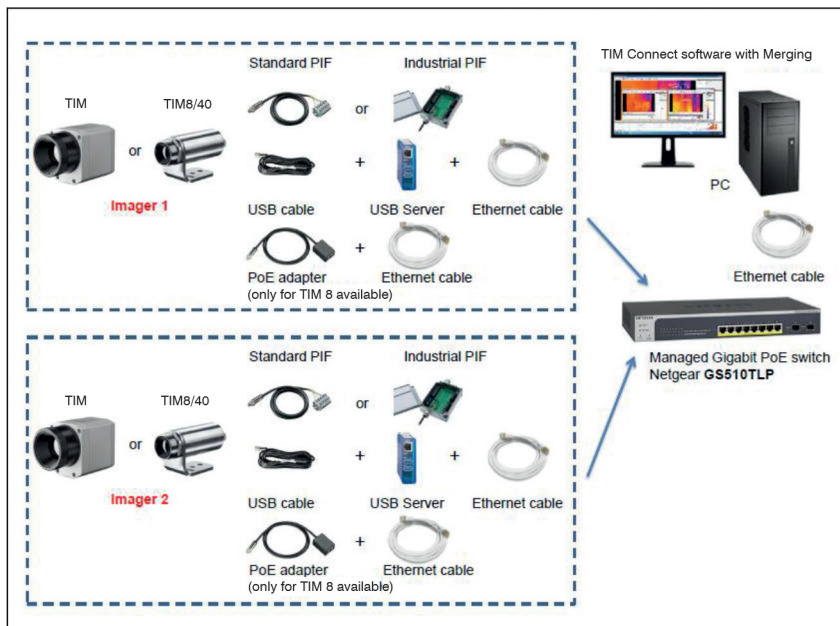 Standard PIF
Industrial PIF
TIM
TIM8/40
or
or
+
+
Imager 1
USB cable
USB Server
Ethernet cable
+
PoE adapter
Ethernet cable
(only for TIM 8 available)
Standard PIF
Industrial PIF
TIM
TIM8/40
or
or
+
+
Imager 2
USB cable
USB Server
Ethernet cable
+
PoE adapter
Ethernet cable
(only for TIM 8 available)
TIM Connect software with Merging
PC
Ethernet cable
NETGEAR
Managed Gigabit PoE switch
Netgear GS510TLP